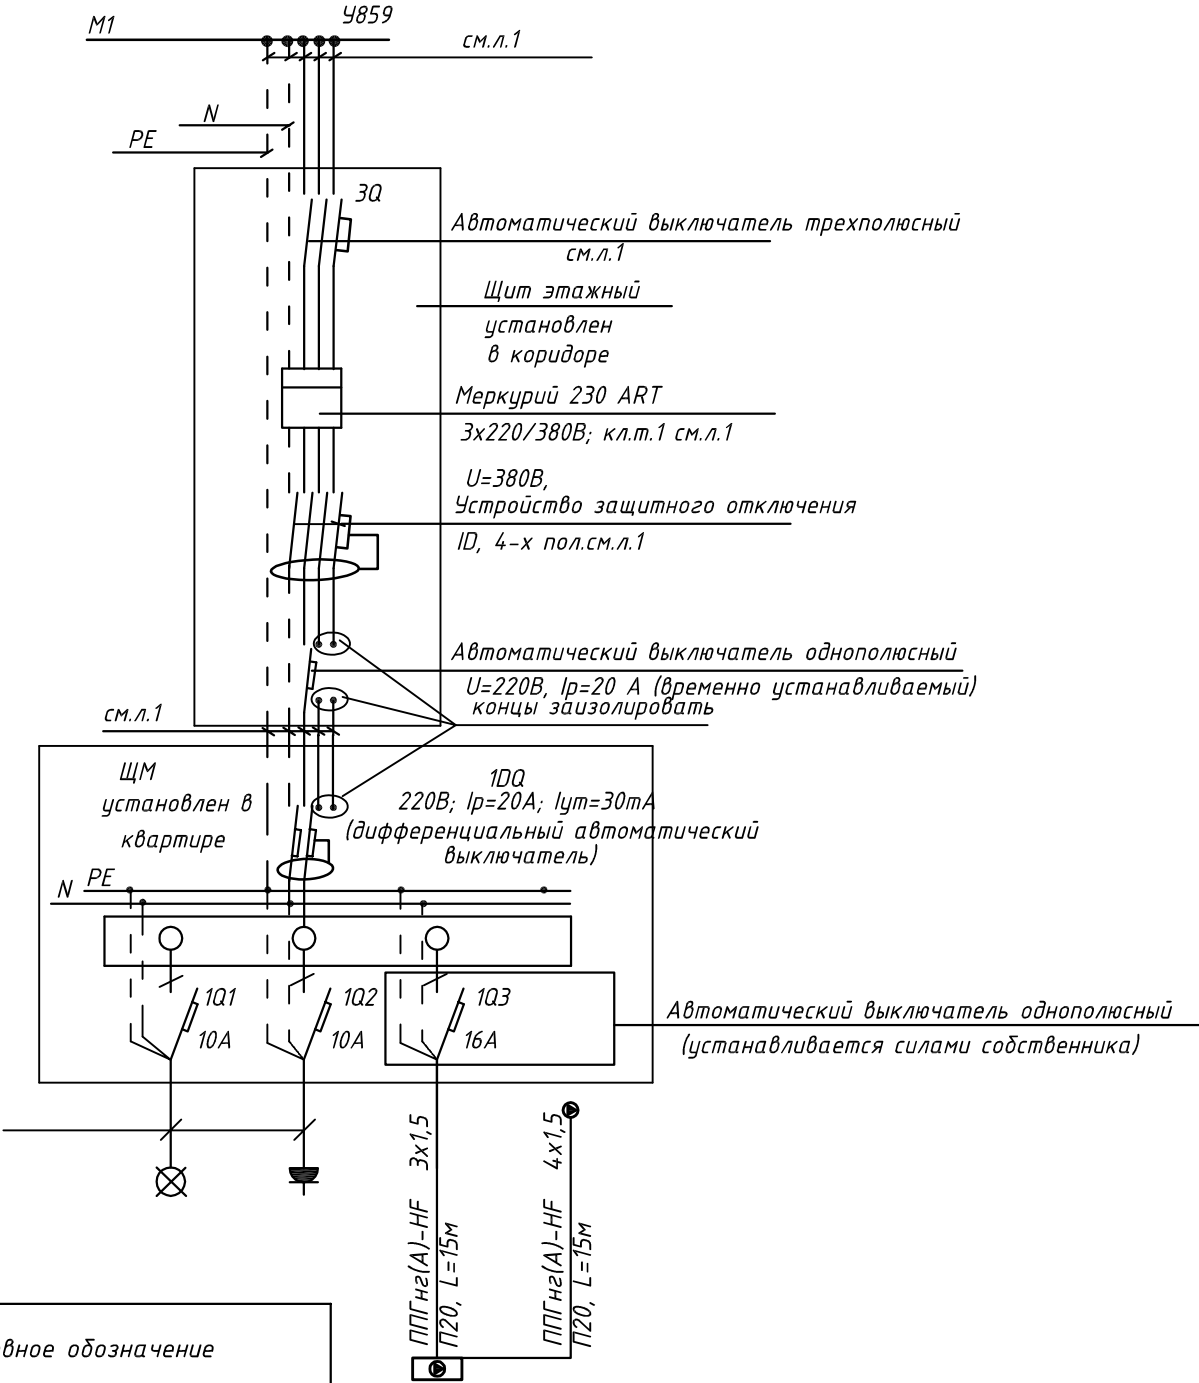 М1
У859
см.л.1
N
PE
3Q
Автоматический выключатель трехполюсный
см.л.1
Щит этажный
установлен
в коридоре
Меркурий 230 ART
3х220/380В; кл.т.1 см.л.1
U=380В,
Устройство защитного отключения
ID, 4-х пол.см.л.1
Автоматический выключатель однополюсный
U=220В, Iр=20 А (временно устанавливаемый)
концы заизолировать
см.л.1
ЩМ
установлен в
квартире
1DQ
220В; Iр=20А; Iут=30mА
(дифференциальный автоматический
выключатель)
PE
N
1Q1
10А
1Q2
10А
1Q3
16А
Автоматический выключатель однополюсный
(устанавливается силами собственника)
ППГнг(А)-HF 3х1,5
П20, L=15м
ППГнг(А)-HF 4х1,5
П20, L=15м
вное обозначение